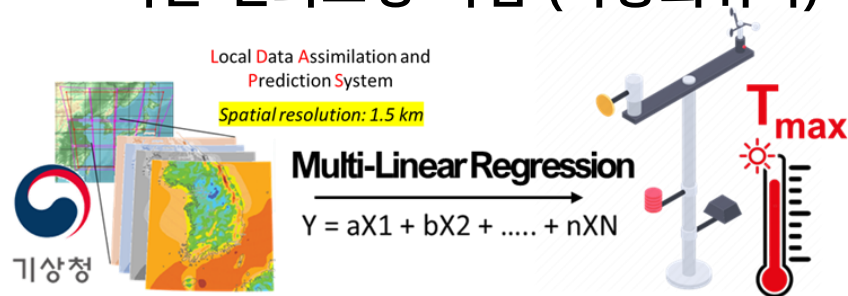 Local Data Assimilation and
Prediction System
Spatial resolution: 1.5 km
Multi-Linear Regression
Y = aX1 + bX2 + ..... + nXN
기상청
Tmax